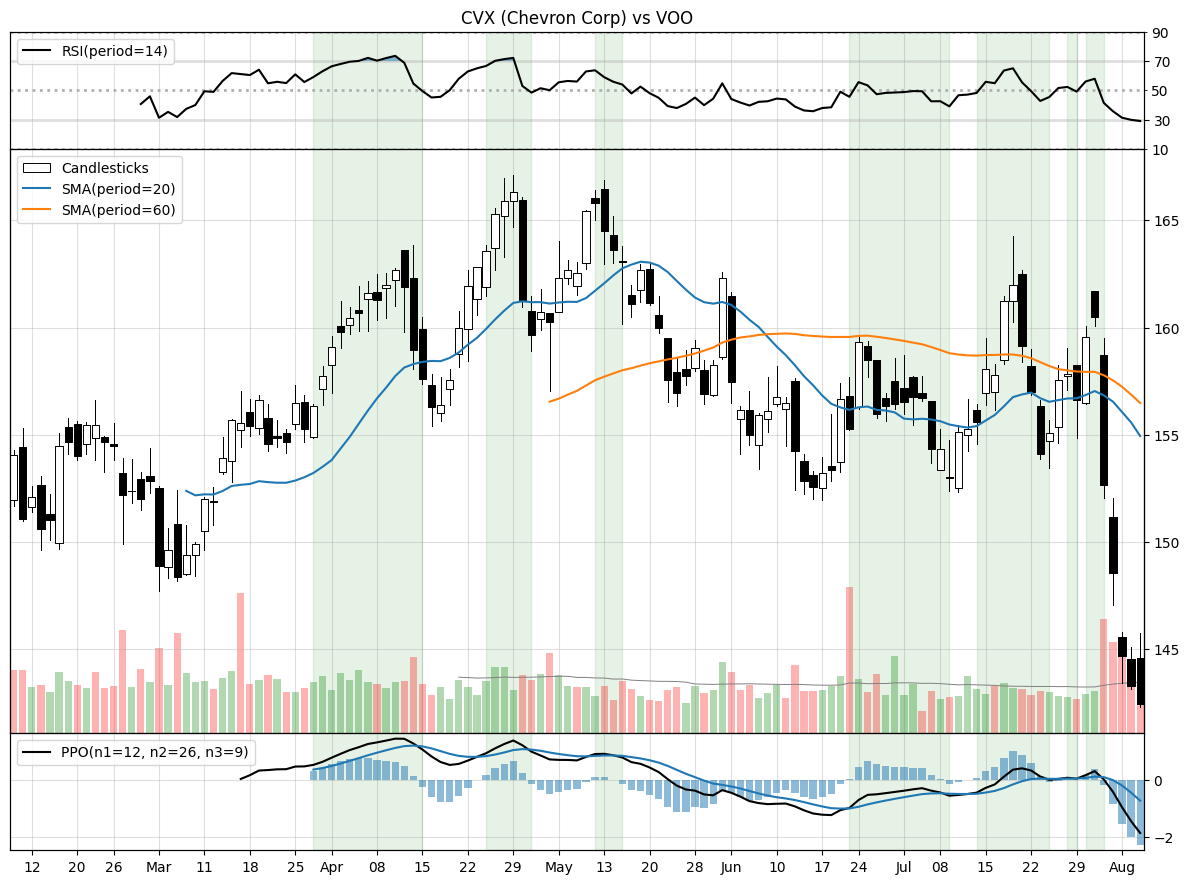 CVX (Chevron Corp) vs VOO
RSI(period=14)
90
70
50
30
10
Candlesticks
SMA(period=20)
SMA(period=60)
165
160
155
150
145
PPO(n1=12, n2=26, n3=9)
0
−2
12 20 26 Mar 11 18 25 Apr 08 15 22 29 May 13 20 28 Jun 10 17 24 Jul 08 15 22 29 Aug